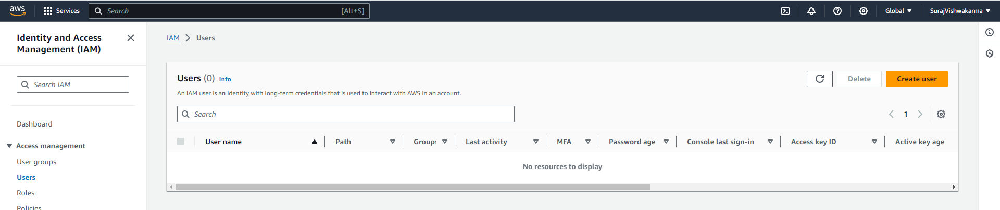 aws Services Search [Alt+S] Global SurajVishwakarma
Identity and Access
Management (IAM)
Search IAM
Dashboard
Access management
User groups
Users
Roles
Policies
IAM Users
Users (0) Info
Delete
Create user
An IAM user is an identity with long-term credentials that is used to interact with AWS in an account.
Search
1
User name Path Groups Last activity MFA Password age Console last sign-in Access key ID Active key age
No resources to display